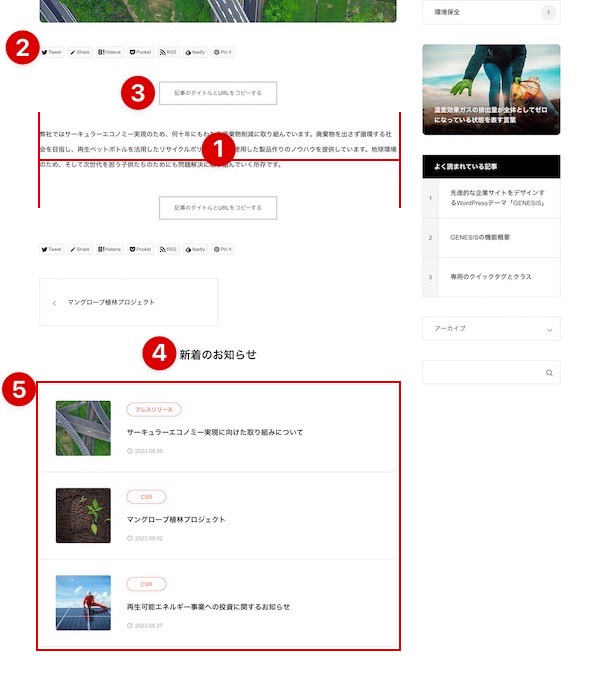 環境保全
3
2
Tweet
Share
Hatena
Pocket
RSS
feedly
Pin it
温室効果ガスの排出量が全体としてゼロ
になっている状態を表す言葉
3
記事のタイトルとURLをコピーする
弊社ではサーキュラーエコノミー実現のため、何十年にもわた
廃棄物削減に取り組んでいます。廃棄物を出さず循環する社
会を目指し、再生ペットボトルを活用したリサイクルポリ
使用した製品作りのノウハウを提供しています。地球環境
1
のため、そして次世代を担う子供たちのためにも問題解決に
組んでいく所存です。
よく読まれている記事
1
先進的な企業サイトをデザインす
るWordPressテーマ「GENESIS」
2
GENESISの機能概要
3
専用のクイックタグとクラス
記事のタイトルとURLをコピーする
Tweet
Share
Hatena
Pocket
RSS
feedly
Pin it
マングローブ植林プロジェクト
アーカイブ
4
新着のお知らせ
5
プレスリリース
サーキュラーエコノミー実現に向けた取り組みについて
2023.09.05
CSR
マングローブ植林プロジェクト
2023.09.02
CSR
再生可能エネルギー事業への投資に関するお知らせ
2023.08.27